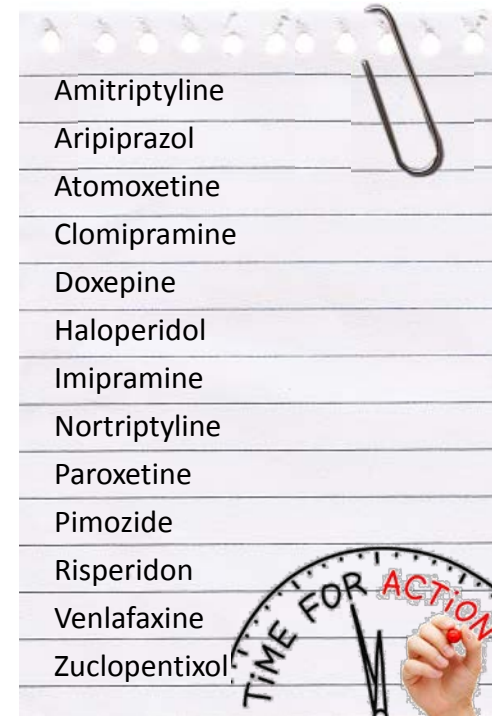 Amitriptyline
Aripiprazol
Atomoxetine
Clomipramine
Doxepine
Haloperidol
Imipramine
Nortriptyline
Paroxetine
Pimozide
Risperidon
Venlafaxine
Zuclopentixol
TIME FOR ACTION